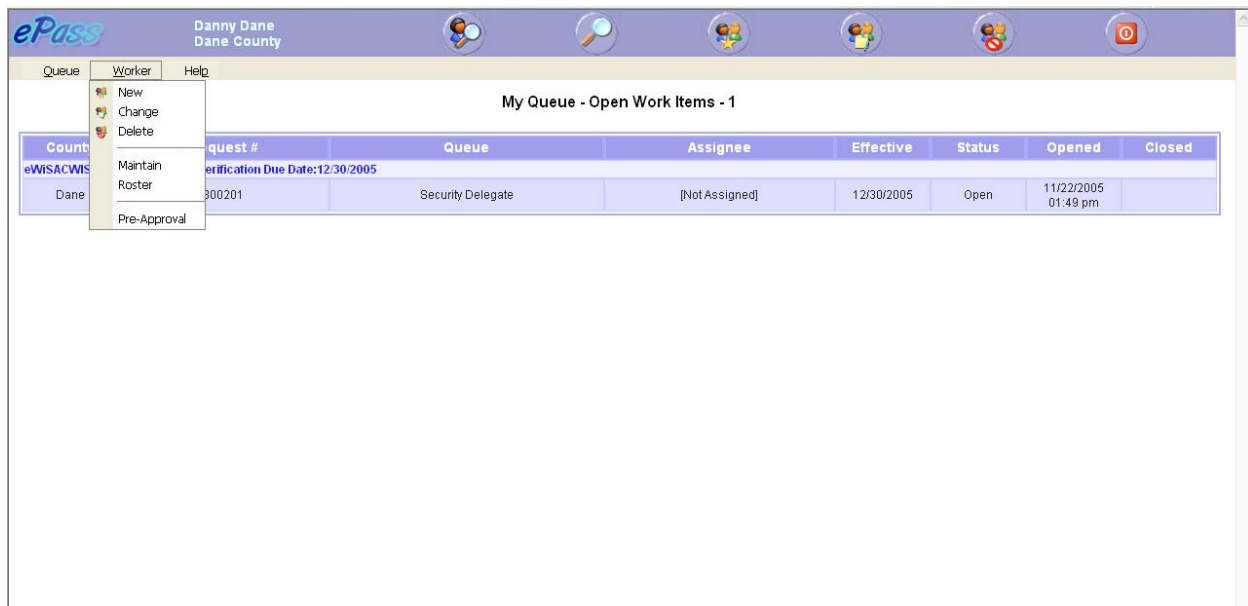 ePass
Danny Dane
Dane County
Queue Worker Help
New
Change
Delete
Maintain
Roster
Pre-Approval
My Queue - Open Work Items - 1
County quest # Queue Assignee Effective Status Opened Closed
eWiSACWIS erification Due Date:12/30/2005
Dane 300201 Security Delegate [Not Assigned] 12/30/2005 Open 11/22/2005
01:49 pm